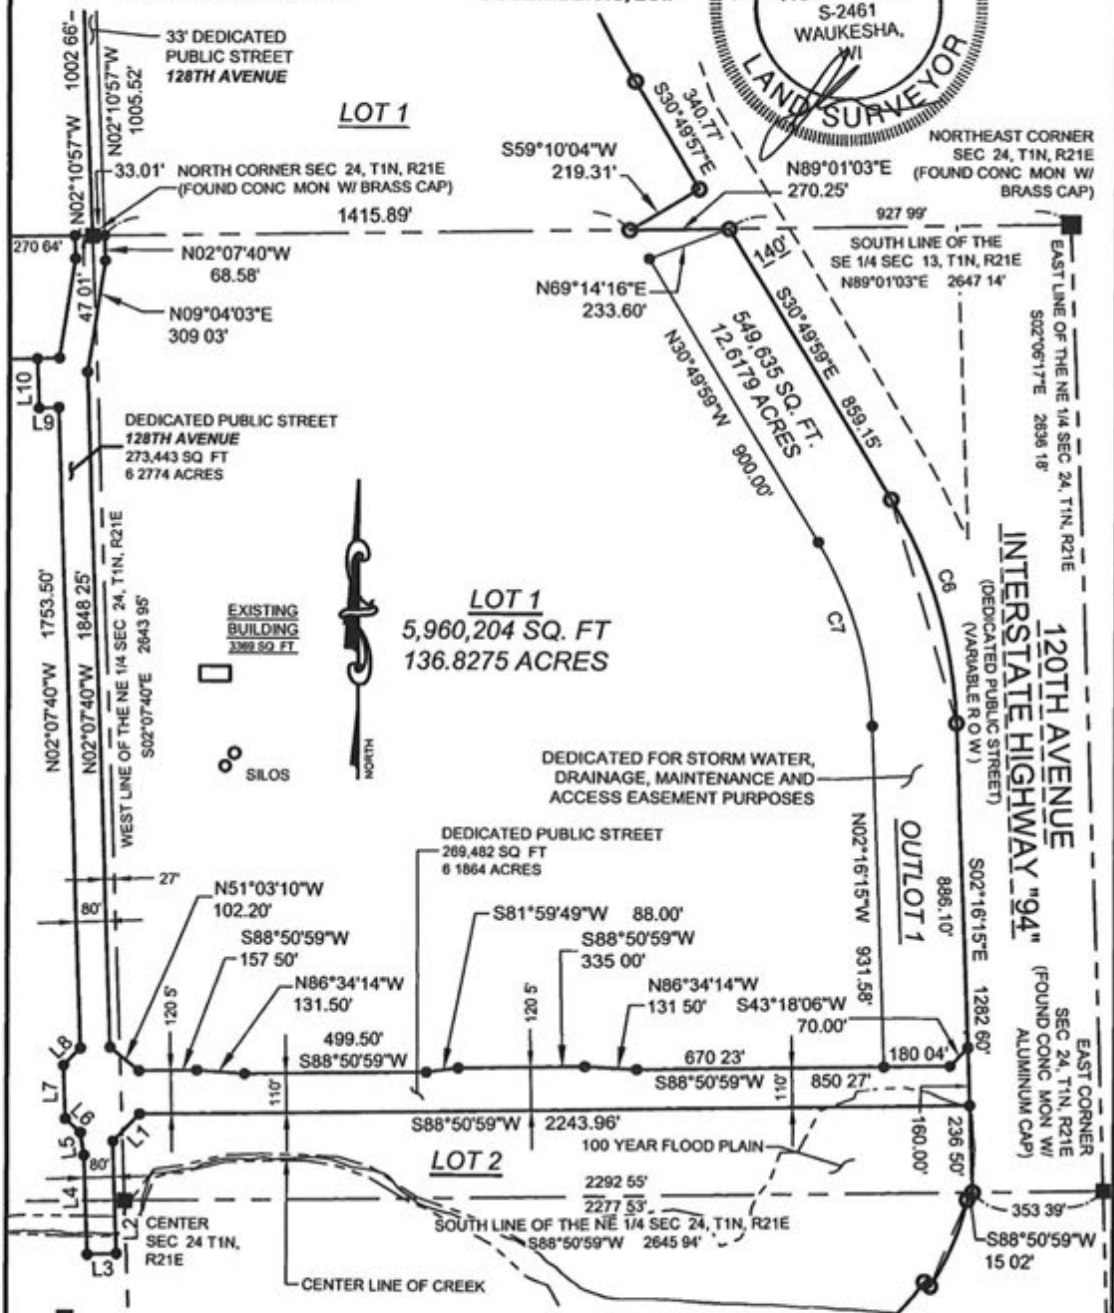 S-2461
WAUKESHA,
WI
LAND SURVEYOR
33' DEDICATED
PUBLIC STREET
128TH AVENUE
N02°10'57"W 1002 66'
N02°10'57"W
1005.52'
LOT 1
S30°49'57"E
340.77'
S59°10'04"W
219.31'
N89°01'03"E
270.25'
NORTHEAST CORNER
SEC 24, T1N, R21E
(FOUND CONC MON W/
BRASS CAP)
33.01'
NORTH CORNER SEC 24, T1N, R21E
(FOUND CONC MON W/ BRASS CAP)
1415.89'
927 99'
270 64'
N02°07'40"W
68.58'
47 01'
N09°04'03"E
309 03'
140'
SOUTH LINE OF THE
SE 1/4 SEC 13, T1N, R21E
N89°01'03"E 2647 14'
N69°14'16"E
233.60'
EAST LINE OF THE NE 1/4 SEC 24, T1N, R21E
S02°06'17"E 2636 18'
S30°49'59"E 859.15'
549,635 SQ. FT.
12.6179 ACRES
N30°49'59"W 900.00'
L10
L9
DEDICATED PUBLIC STREET
128TH AVENUE
273,443 SQ FT
6 2774 ACRES
N02°07'40"W 1753.50'
N02°07'40"W 1848 25'
WEST LINE OF THE NE 1/4 SEC 24, T1N, R21E
S02°07'40"E 2643 95'
EXISTING
BUILDING
3369 SQ FT
SILOS
NORTH
LOT 1
5,960,204 SQ. FT
136.8275 ACRES
C6
C7
120TH AVENUE
INTERSTATE HIGHWAY "94"
(DEDICATED PUBLIC STREET)
(VARIABLE R O W)
DEDICATED FOR STORM WATER,
DRAINAGE, MAINTENANCE AND
ACCESS EASEMENT PURPOSES
DEDICATED PUBLIC STREET
269,482 SQ FT
6 1864 ACRES
N02°16'15"W 931.58'
OUTLOT 1
886.10'
S02°16'15"E 1282 60'
27'
80'
N51°03'10"W
102.20'
S88°50'59"W
157 50'
N86°34'14"W
131.50'
499.50'
S88°50'59"W
S81°59'49"W 88.00'
S88°50'59"W
335 00'
N86°34'14"W
131 50'
S43°18'06"W
70.00'
120 5'
120 5'
670 23'
S88°50'59"W
180 04'
850 27'
110'
110'
EAST CORNER
SEC 24, T1N, R21E
(FOUND CONC MON W/
ALUMINUM CAP)
L8
L7
L6
L5
L4
L1
L2
L3
80'
S88°50'59"W 2243.96'
160.00'
236 50'
LOT 2
100 YEAR FLOOD PLAIN
2292 55'
2277 53'
SOUTH LINE OF THE NE 1/4 SEC 24, T1N, R21E
S88°50'59"W 2645 94'
353 39'
S88°50'59"W
15 02'
CENTER
SEC 24 T1N,
R21E
CENTER LINE OF CREEK